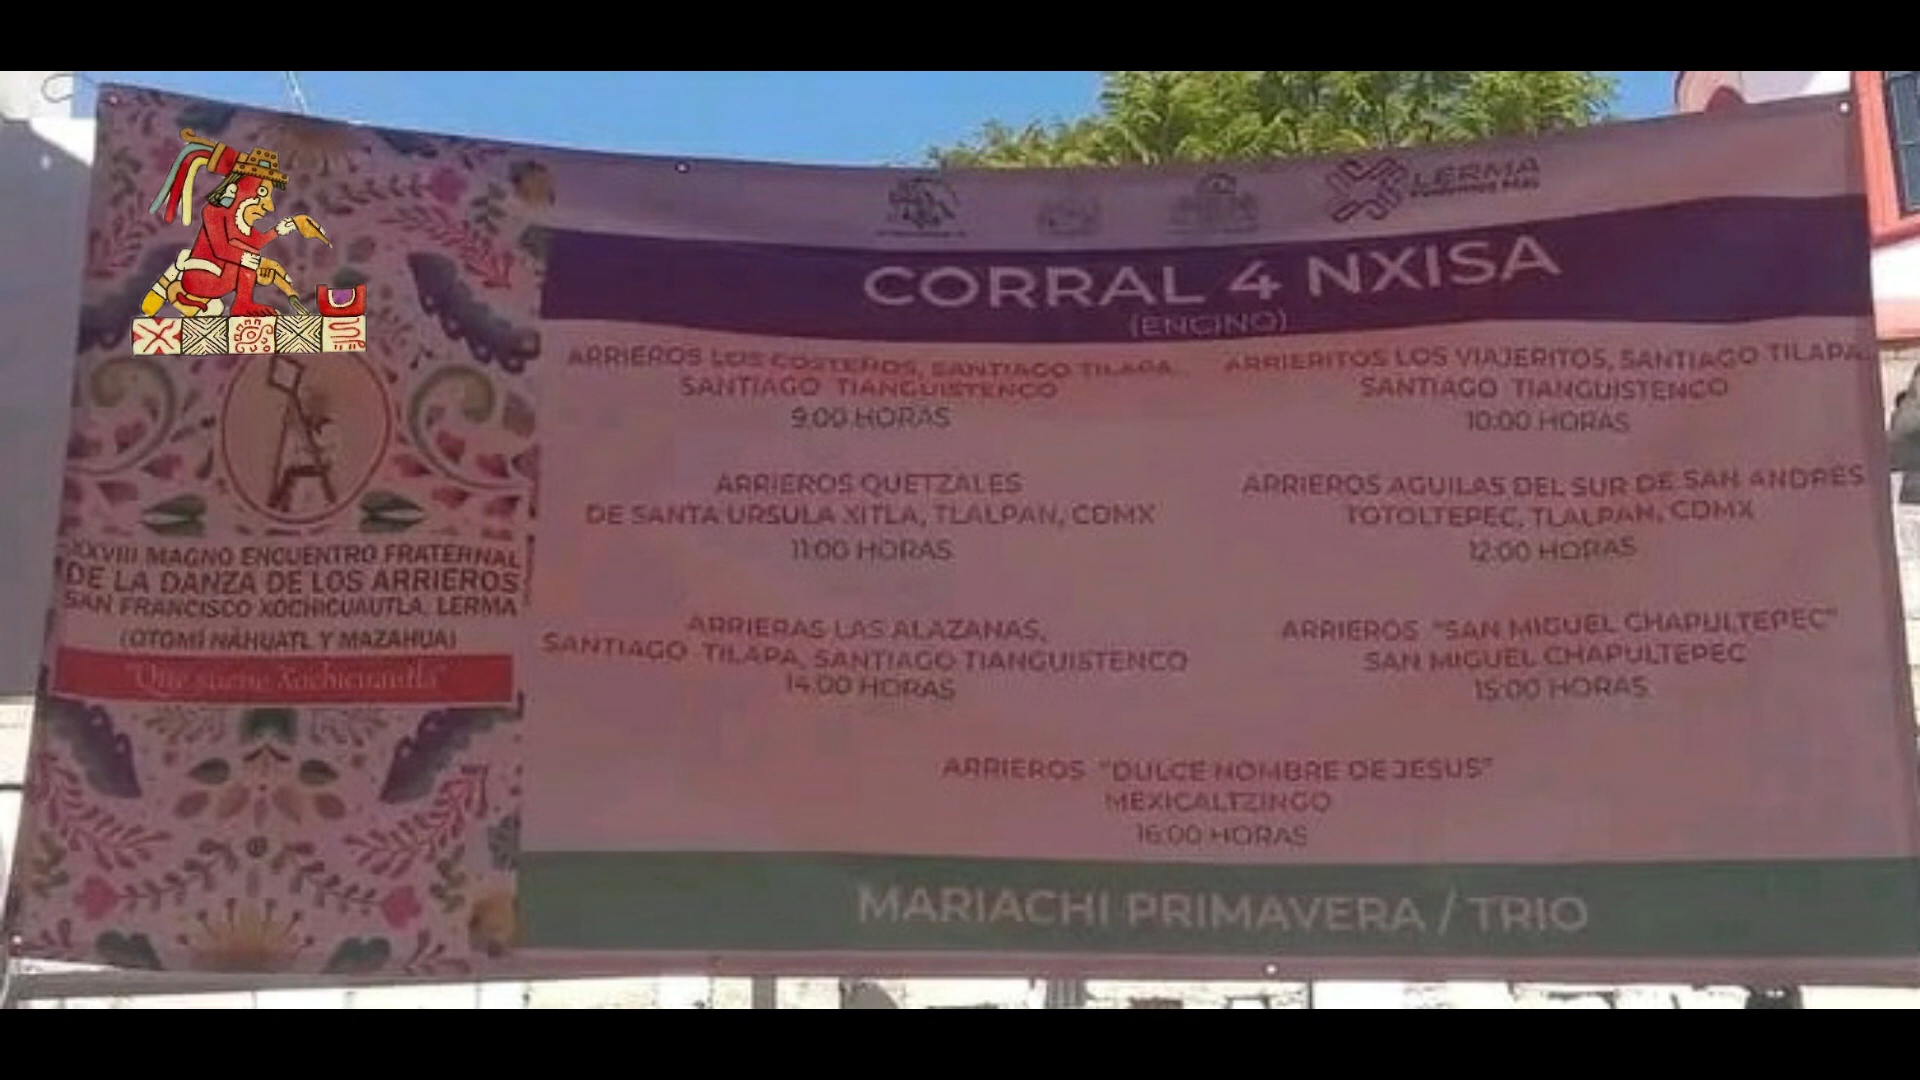 LERMA
CORRAL 4 NXISA
(ENCINO)
ARRIEROS LOS COSTEÑOS, SANTIAGO TILAPA,
SANTIAGO TIANGUISTENCO
9:00 HORAS
ARRIERITOS LOS VIAJERITOS, SANTIAGO TILAPA,
SANTIAGO TIANGUISTENCO
10:00 HORAS
ARRIEROS QUETZALES
DE SANTA URSULA XITLA, TLALPAN, CDMX
11:00 HORAS
ARRIEROS AGUILAS DEL SUR DE SAN ANDRES
TOTOLTEPEC, TLALPAN, CDMX
12:00 HORAS
ARRIERAS LAS ALAZANAS,
SANTIAGO TILAPA, SANTIAGO TIANGUISTENCO
14:00 HORAS
ARRIEROS "SAN MIGUEL CHAPULTEPEC"
SAN MIGUEL CHAPULTEPEC
15:00 HORAS
ARRIEROS "DULCE NOMBRE DE JESUS"
MEXICALTZINGO
16:00 HORAS
MARIACHI PRIMAVERA / TRIO
XXVIII MAGNO ENCUENTRO FRATERNAL
DE LA DANZA DE LOS ARRIEROS
SAN FRANCISCO XOCHICUAUTLA, LERMA
(OTOMÍ NÁHUATL Y MAZAHUA)
"Que suene Xochicuautla"